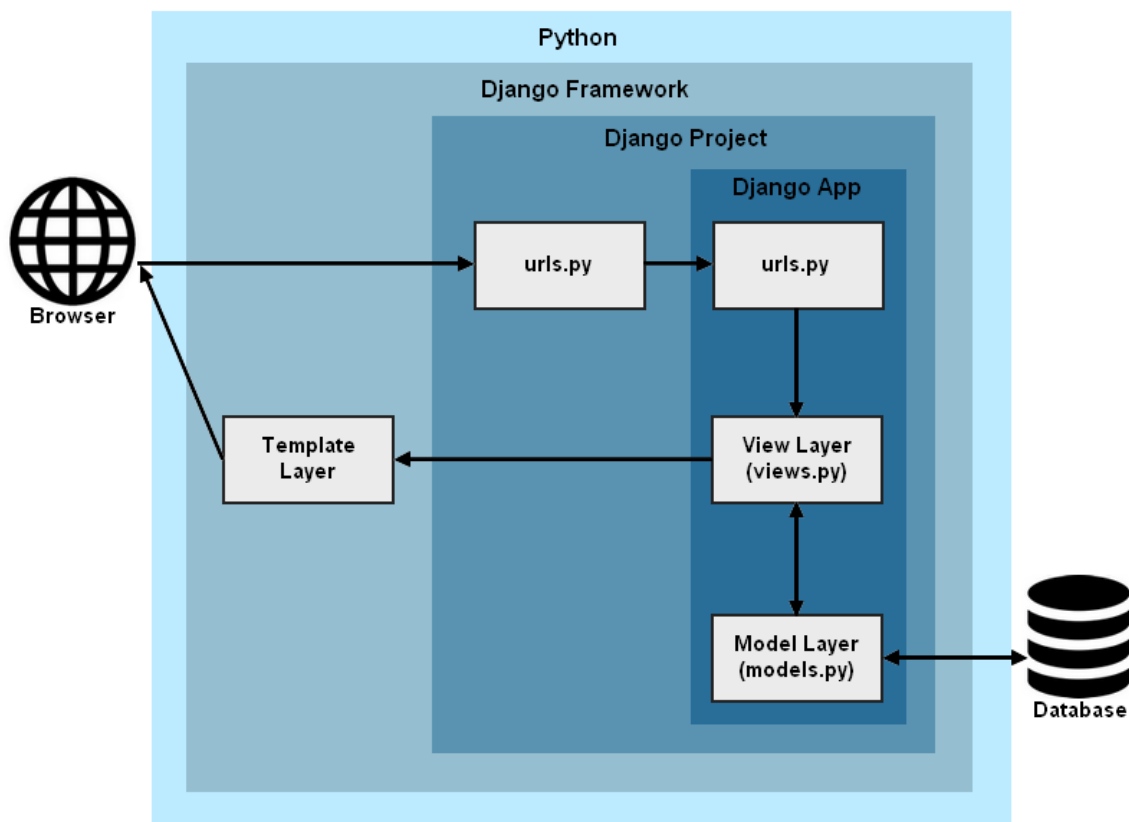 Python
Django Framework
Django Project
Django App
urls.py
urls.py
Browser
Template
Layer
View Layer
(views.py)
Model Layer
(models.py)
Database